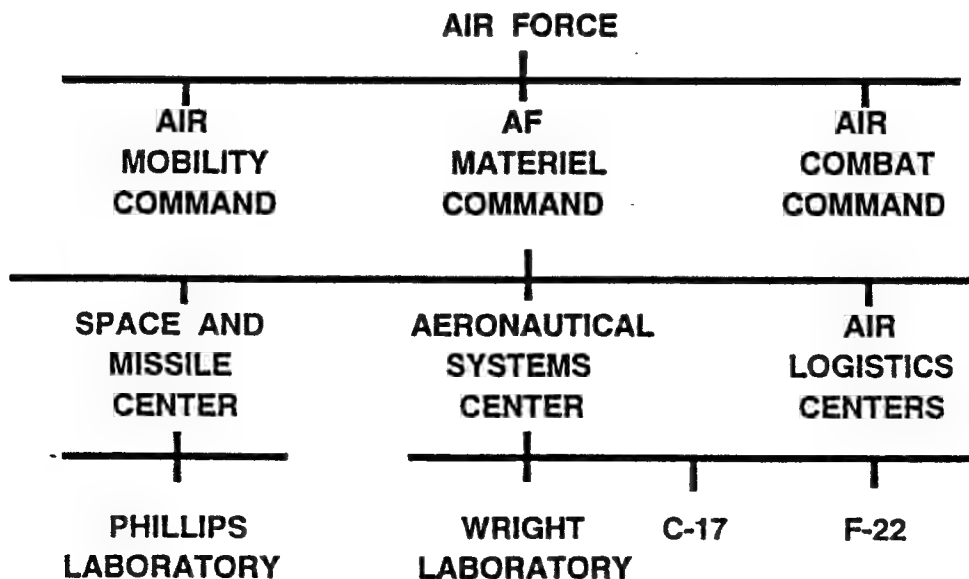 AIR FORCE
AIR
MOBILITY
COMMAND
AF
MATERIEL
COMMAND
AIR
COMBAT
COMMAND
SPACE AND
MISSILE
CENTER
AERONAUTICAL
SYSTEMS
CENTER
AIR
LOGISTICS
CENTERS
PHILLIPS
LABORATORY
WRIGHT
LABORATORY
C-17
F-22